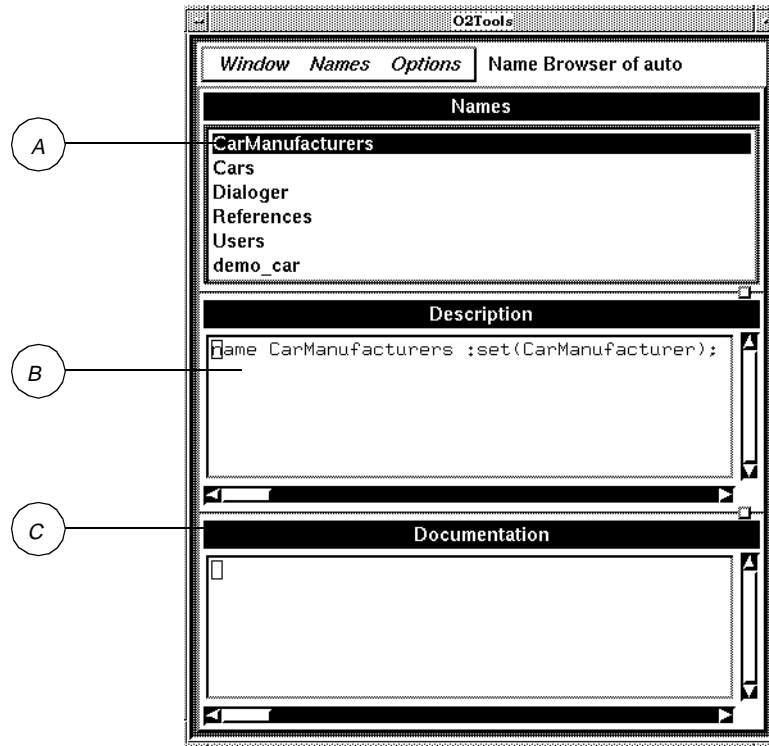 O2Tools
Window Names Options Name Browser of auto
Names
A
CarManufacturers
Cars
Dialoger
References
Users
demo_car
Description
name CarManufacturers :set(CarManufacturer);
B
C
Documentation